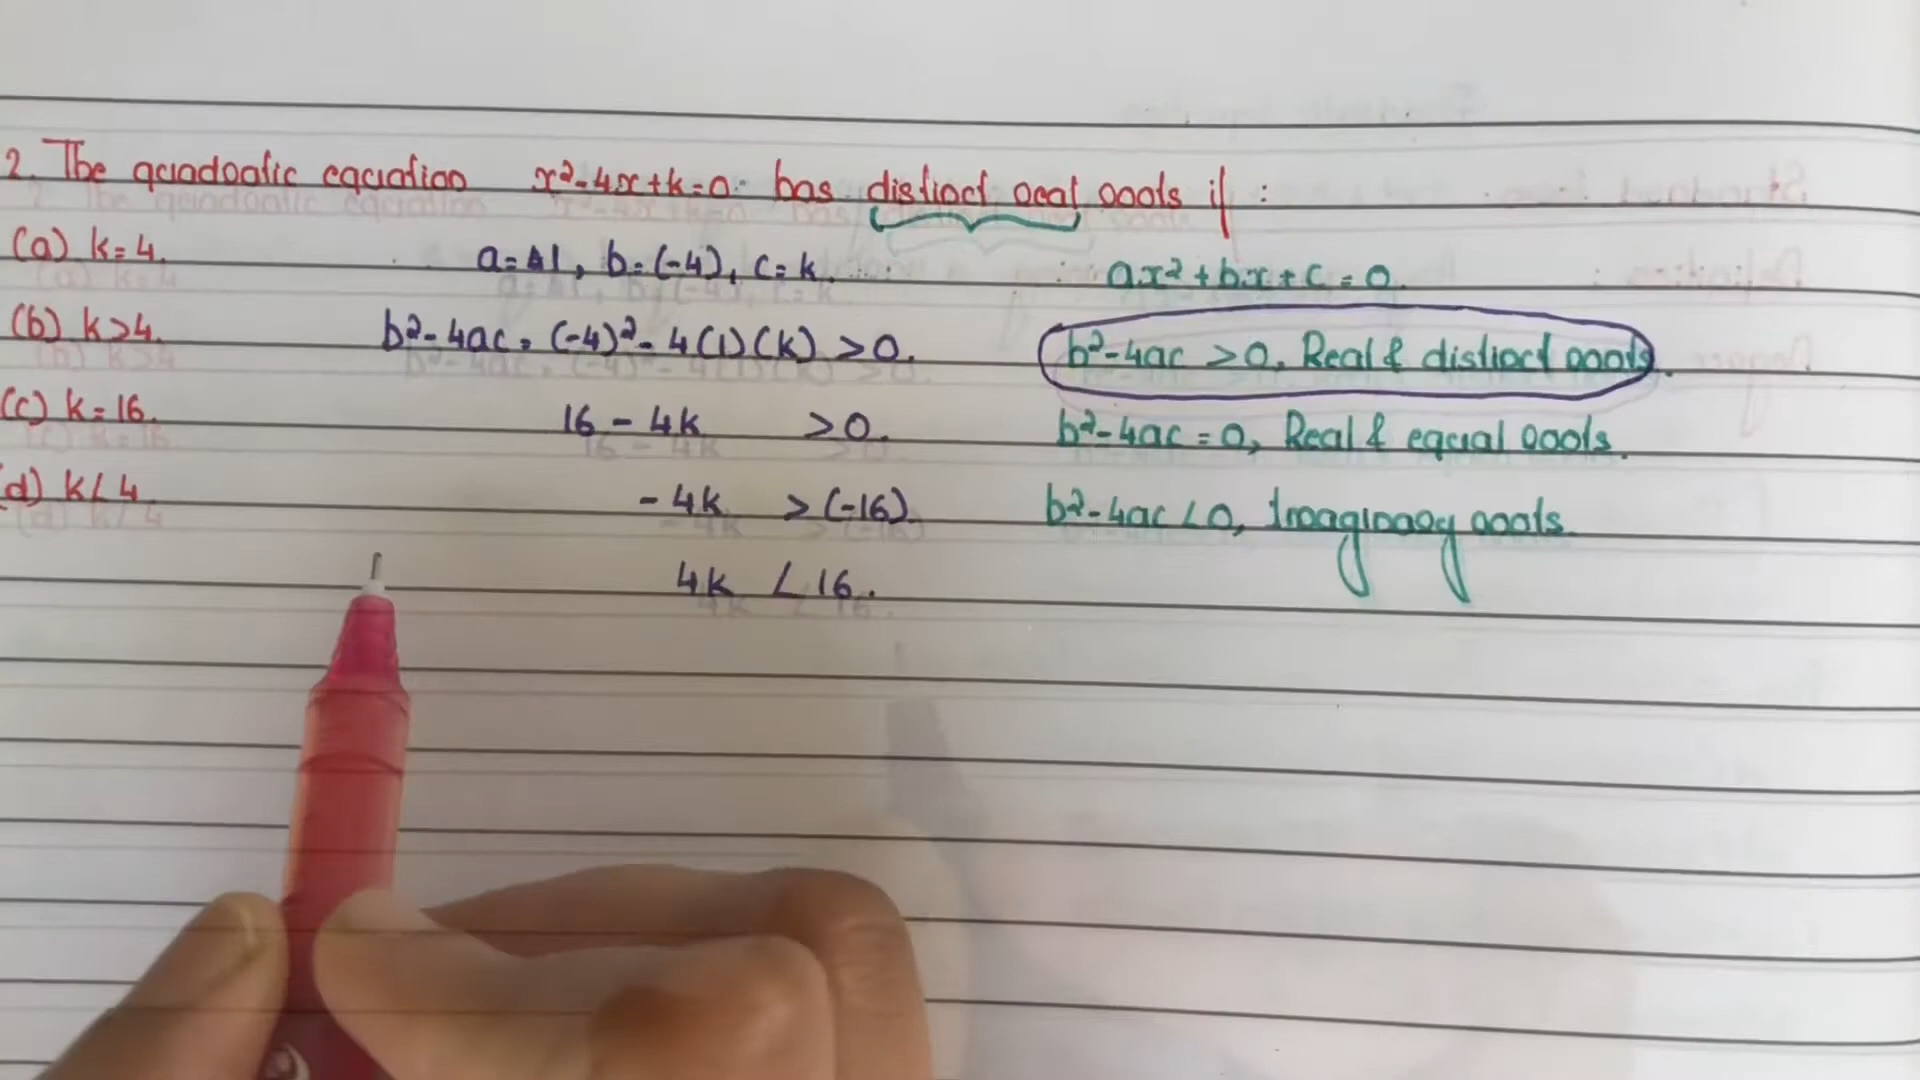 2. The quadratic equation x²-4x+k=0 has distinct real roots if :
(a) k=4.
a=1, b=(-4), c=k.
ax²+bx+c=0.
(b) k>4.
b²-4ac = (-4)²-4(1)(k) >0.
b²-4ac >0, Real & distinct roots.
(c) k=16.
16-4k >0.
b²-4ac =0, Real & equal roots.
(d) k<4.
-4k >(-16).
b²-4ac <0, Imaginary roots.
4k <16.